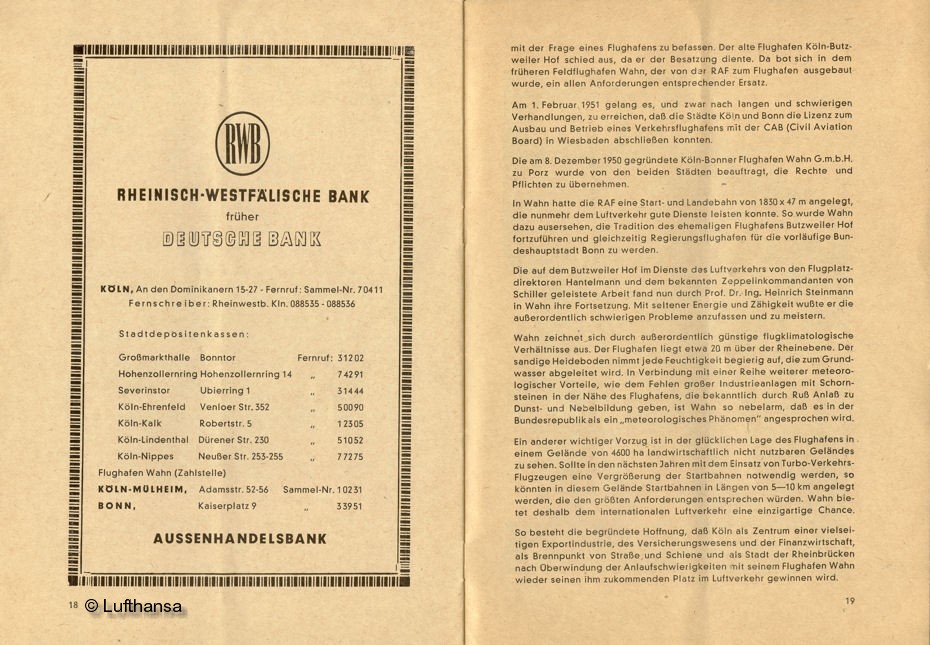 RWB
RHEINISCH-WESTFÄLISCHE BANK
früher
DEUTSCHE BANK
KÖLN, An den Dominikanern 15-27 - Fernruf: Sammel-Nr. 70411
Fernschreiber: Rheinwestb. Kln. 088535 - 088536
Stadtdepositenkassen:
Großmarkthalle Bonntor Fernruf: 31202
Hohenzollernring Hohenzollernring 14 „ 74291
Severinstor Ubierring 1 „ 31444
Köln-Ehrenfeld Venloer Str. 352 „ 50090
Köln-Kalk Robertstr. 5 „ 12305
Köln-Lindenthal Dürener Str. 230 „ 51052
Köln-Nippes Neußer Str. 253-255 „ 77275
Flughafen Wahn (Zahlstelle)
KÖLN-MÜLHEIM, Adamsstr. 52-56 Sammel-Nr. 10231
BONN, Kaiserplatz 9 „ 33951
AUSSENHANDELSBANK
18
© Lufthansa
mit der Frage eines Flughafens zu befassen. Der alte Flughafen Köln-Butz-
weiler Hof schied aus, da er der Besatzung diente. Da bot sich in dem
früheren Feldflughafen Wahn, der von der RAF zum Flughafen ausgebaut
wurde, ein allen Anforderungen entsprechender Ersatz.
Am 1. Februar 1951 gelang es, und zwar nach langen und schwierigen
Verhandlungen, zu erreichen, daß die Städte Köln und Bonn die Lizenz zum
Ausbau und Betrieb eines Verkehrsflughafens mit der CAB (Civil Aviation
Board) in Wiesbaden abschließen konnten.
Die am 8. Dezember 1950 gegründete Köln-Bonner Flughafen Wahn G.m.b.H.
zu Porz wurde von den beiden Städten beauftragt, die Rechte und
Pflichten zu übernehmen.
In Wahn hatte die RAF eine Start- und Landebahn von 1830 x 47 m angelegt,
die nunmehr dem Luftverkehr gute Dienste leisten konnte. So wurde Wahn
dazu ausersehen, die Tradition des ehemaligen Flughafens Butzweiler Hof
fortzuführen und gleichzeitig Regierungsflughafen für die vorläufige Bun-
deshauptstadt Bonn zu werden.
Die auf dem Butzweiler Hof im Dienste des Luftverkehrs von den Flugplatz-
direktoren Hantelmann und dem bekannten Zeppelinkommandanten von
Schiller geleistete Arbeit fand nun durch Prof. Dr.- Ing. Heinrich Steinmann
in Wahn ihre Fortsetzung. Mit seltener Energie und Zähigkeit wußte er die
außerordentlich schwierigen Probleme anzufassen und zu meistern.
Wahn zeichnet sich durch außerordentlich günstige flugklimatologische
Verhältnisse aus. Der Flughafen liegt etwa 20 m über der Rheinebene. Der
sandige Heideboden nimmt jede Feuchtigkeit begierig auf, die zum Grund-
wasser abgeleitet wird. In Verbindung mit einer Reihe weiterer meteoro-
logischer Vorteile, wie dem Fehlen großer Industrieanlagen mit Schorn-
steinen in der Nähe des Flughafens, die bekanntlich durch Ruß Anlaß zu
Dunst- und Nebelbildung geben, ist Wahn so nebelarm, daß es in der
Bundesrepublik als ein „meteorologisches Phänomen" angesprochen wird.
Ein anderer wichtiger Vorzug ist in der glücklichen Lage des Flughafens in
einem Gelände von 4600 ha landwirtschaftlich nicht nutzbaren Geländes
zu sehen. Sollte in den nächsten Jahren mit dem Einsatz von Turbo-Verkehrs-
Flugzeugen eine Vergrößerung der Startbahnen notwendig werden, so
könnten in diesem Gelände Startbahnen in Längen von 5—10 km angelegt
werden, die den größten Anforderungen entsprechen würden. Wahn bie-
tet deshalb dem internationalen Luftverkehr eine einzigartige Chance.
So besteht die begründete Hoffnung, daß Köln als Zentrum einer vielsei-
tigen Exportindustrie, des Versicherungswesens und der Finanzwirtschaft,
als Brennpunkt von Straße und Schiene und als Stadt der Rheinbrücken
nach Überwindung der Anlaufschwierigkeiten mit seinem Flughafen Wahn
wieder seinen ihm zukommenden Platz im Luftverkehr gewinnen wird.
19